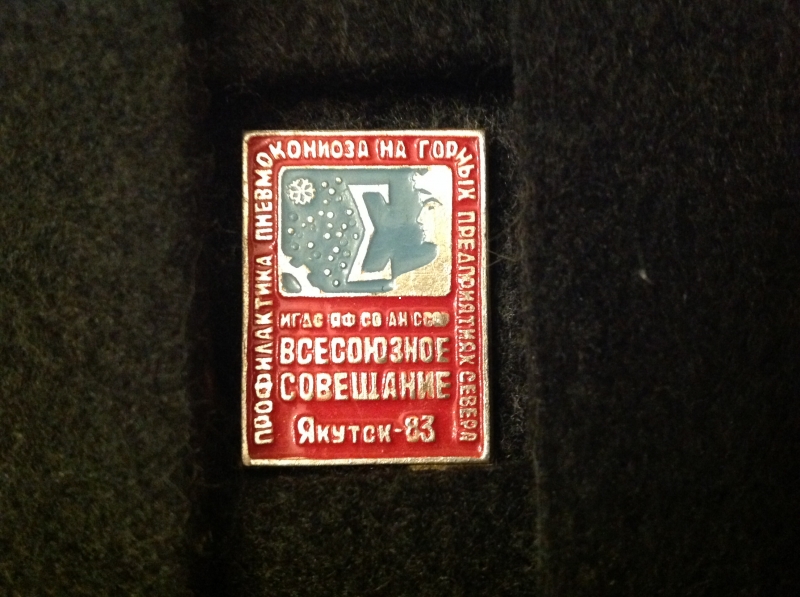 ПРОФИЛАКТИКА ПНЕВМОКОНИОЗА НА ГОРНЫХ ПРЕДПРИЯТИЯХ СЕВЕРА
ИГДС ЯФ СО АН СССР
ВСЕСОЮЗНОЕ
СОВЕЩАНИЕ
ЯКУТСК-83